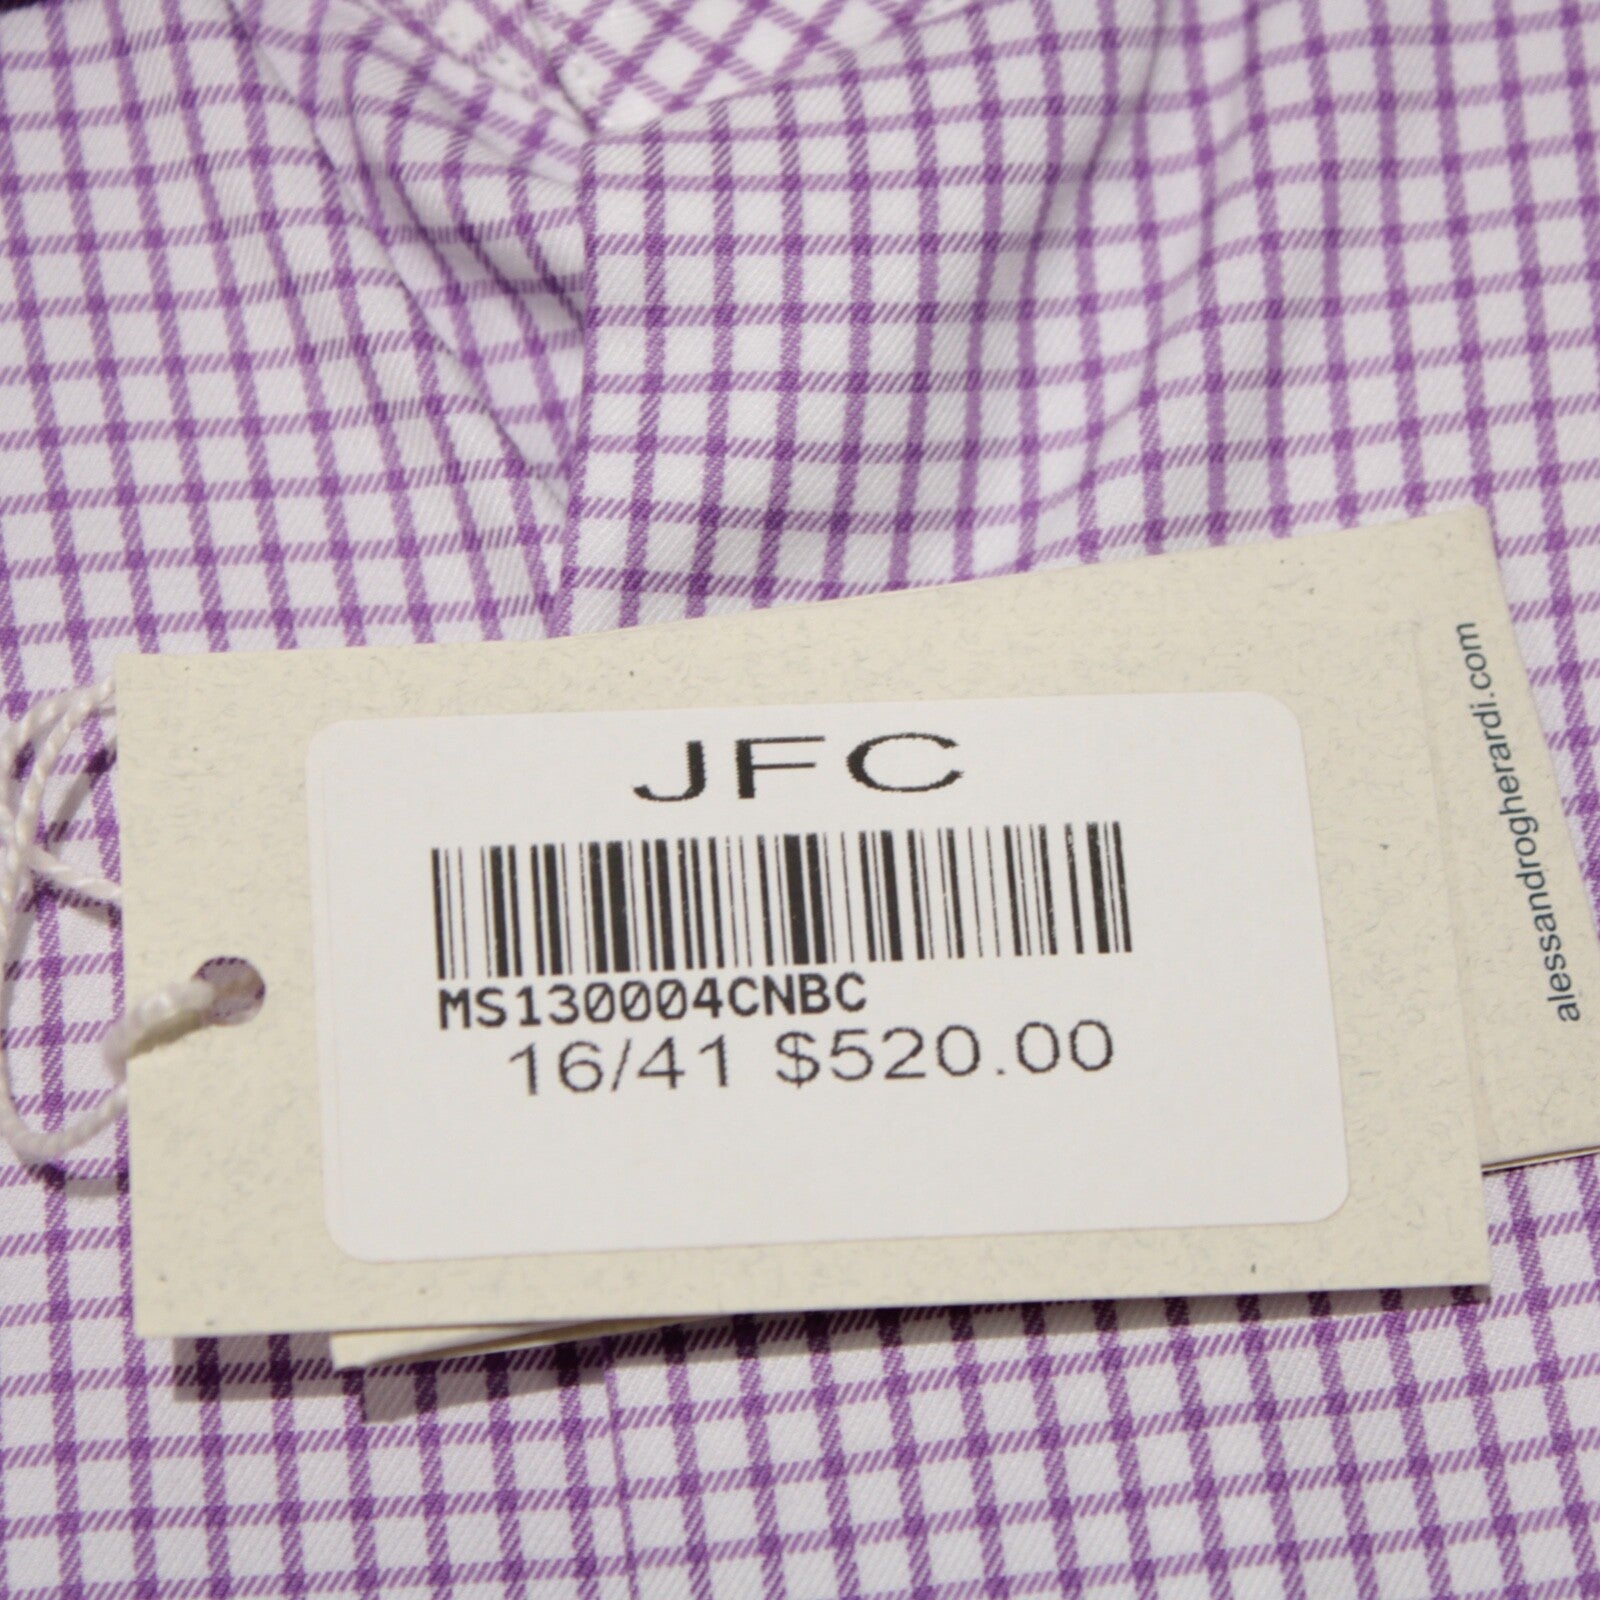 JFC
MS130004CNBC
16/41 $520.00
alessandrogherardi.com